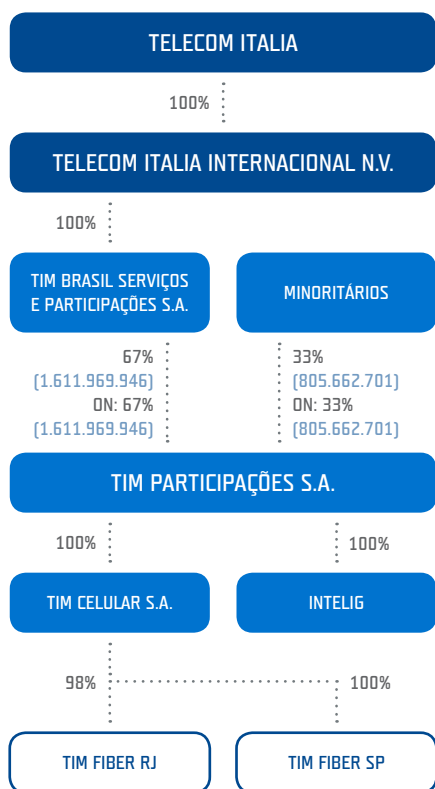 TELECOM ITALIA
100%
TELECOM ITALIA INTERNACIONAL N.V.
100%
TIM BRASIL SERVIÇOS
E PARTICIPAÇÕES S.A.
MINORITÁRIOS
67%
(1.611.969.946)
ON: 67%
(1.611.969.946)
33%
(805.662.701)
ON: 33%
(805.662.701)
TIM PARTICIPAÇÕES S.A.
100%
100%
TIM CELULAR S.A.
INTELIG
98%
100%
TIM FIBER RJ
TIM FIBER SP